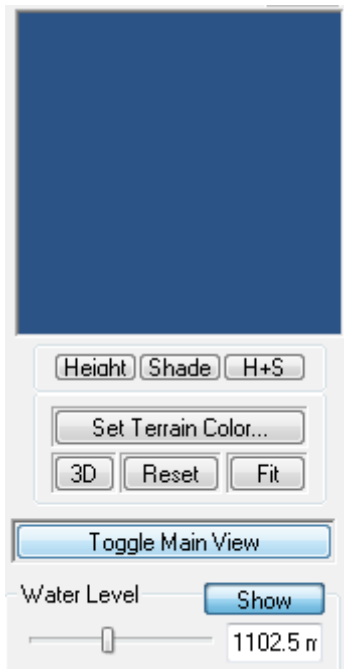 Height Shade H+S
Set Terrain Color...
3D Reset Fit
Toggle Main View
Water Level Show
1102.5 m